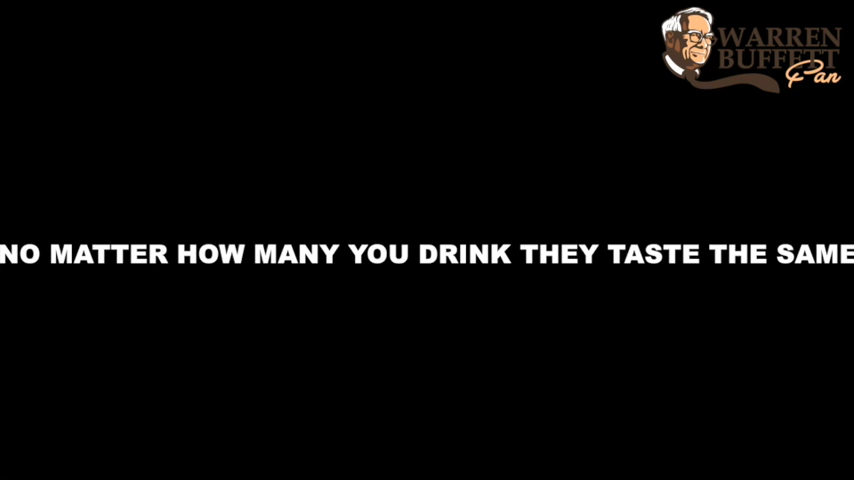 WARREN
BUFFETT
Fan
NO MATTER HOW MANY YOU DRINK THEY TASTE THE SAME